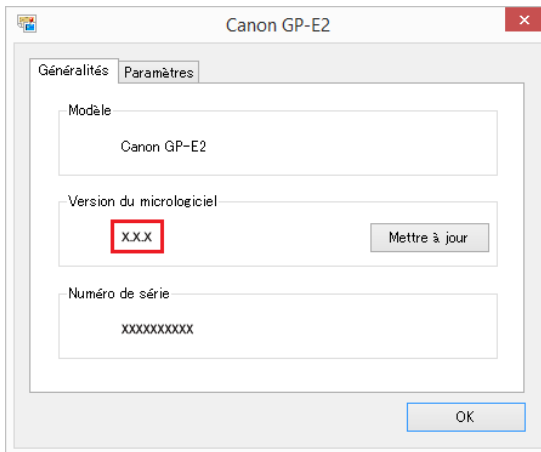 Canon GP-E2
Généralités Paramètres
Modèle
Canon GP-E2
Version du micrologiciel
X.X.X Mettre à jour
Numéro de série
XXXXXXXXXX
OK